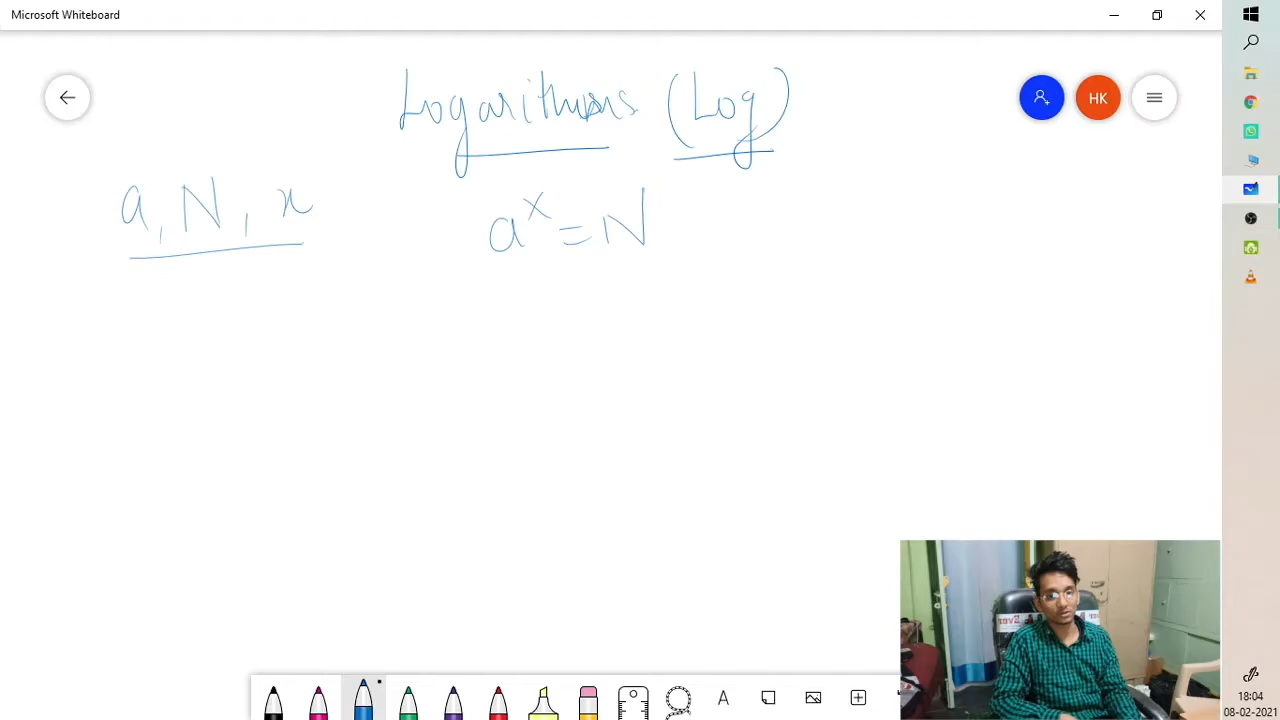 Microsoft Whiteboard
Logarithms (Log)
a, N, x
a^x = N
HK
A
18:04
08-02-2021